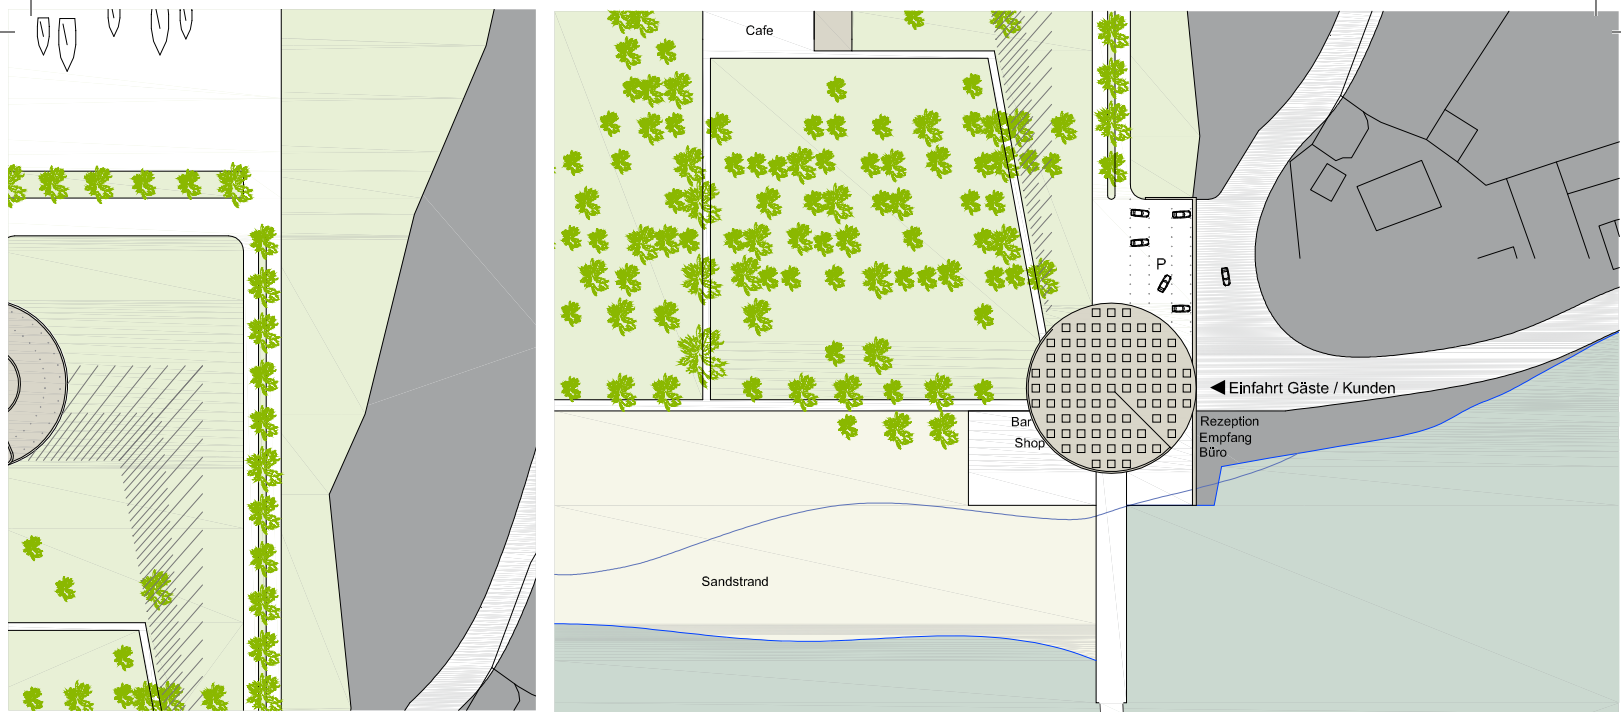 Cafe
P
Einfahrt Gäste / Kunden
Bar
Shop
Rezeption
Empfang
Büro
Sandstrand